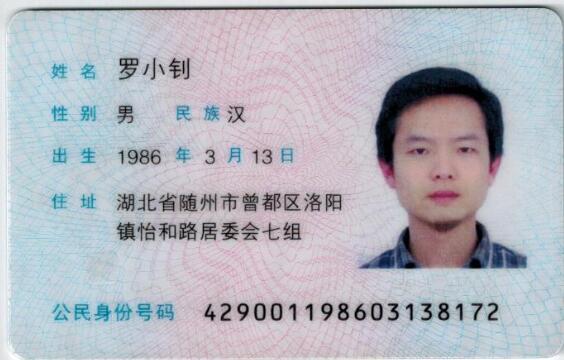 姓名 罗小钊
性别 男 民族 汉
出生 1986 年 3 月 13 日
住址 湖北省随州市曾都区洛阳
镇怡和路居委会七组
公民身份号码 429001198603138172